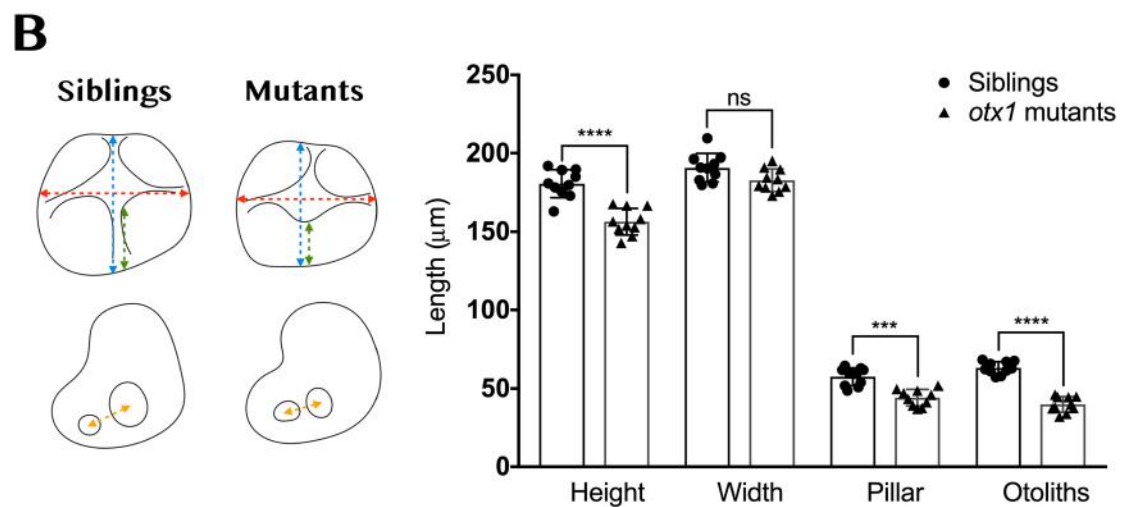 B
Siblings
Mutants
250
200
150
100
50
0
Length (μm)
Siblings
otx1 mutants
****
ns
***
****
Height
Width
Pillar
Otoliths